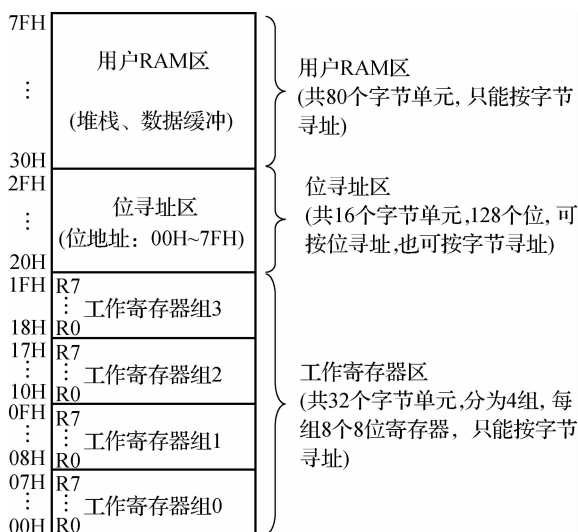 7FH
⋮
30H
用户RAM区
(堆栈、数据缓冲)
用户RAM区
(共80个字节单元, 只能按字节
寻址)
2FH
⋮
20H
位寻址区
(位地址：00H~7FH)
位寻址区
(共16个字节单元,128个位, 可
按位寻址,也可按字节寻址)
1FH
18H
R7
⋮
R0
工作寄存器组3
17H
⋮
10H
R7
⋮
R0
工作寄存器组2
0FH
⋮
08H
R7
⋮
R0
工作寄存器组1
07H
⋮
00H
R7
⋮
R0
工作寄存器组0
工作寄存器区
(共32个字节单元,分为4组, 每
组8个8位寄存器， 只能按字节
寻址)